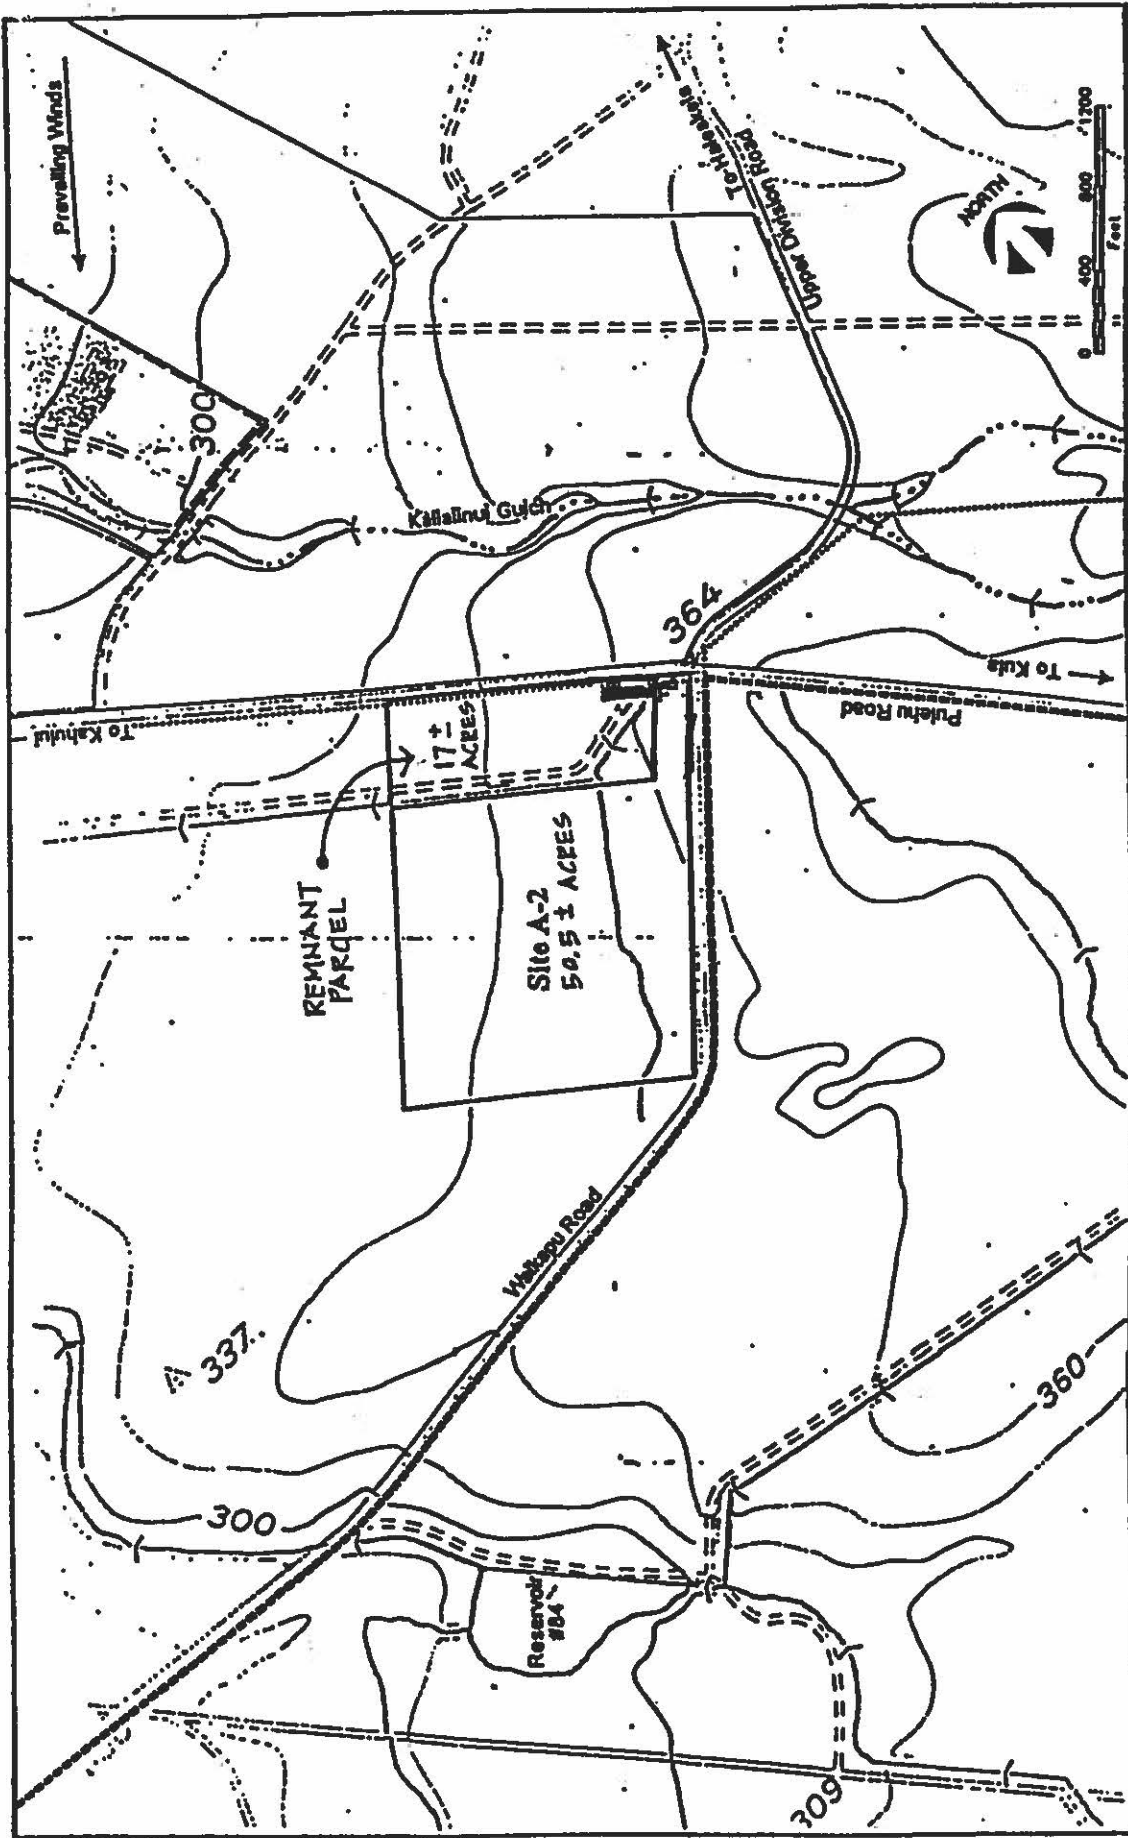 Prevailing Winds
300
To Haleakala
Upper Division Road
NORTH
0 400 800 1200
Feet
Kailalinui Gulch
364
To Kahului
To Kula
Pulehu Road
17 ±
ACRES
REMNANT
PARCEL
Site A-2
50.5 ± ACRES
Waikapu Road
337
300
360
Reservoir
#84
309